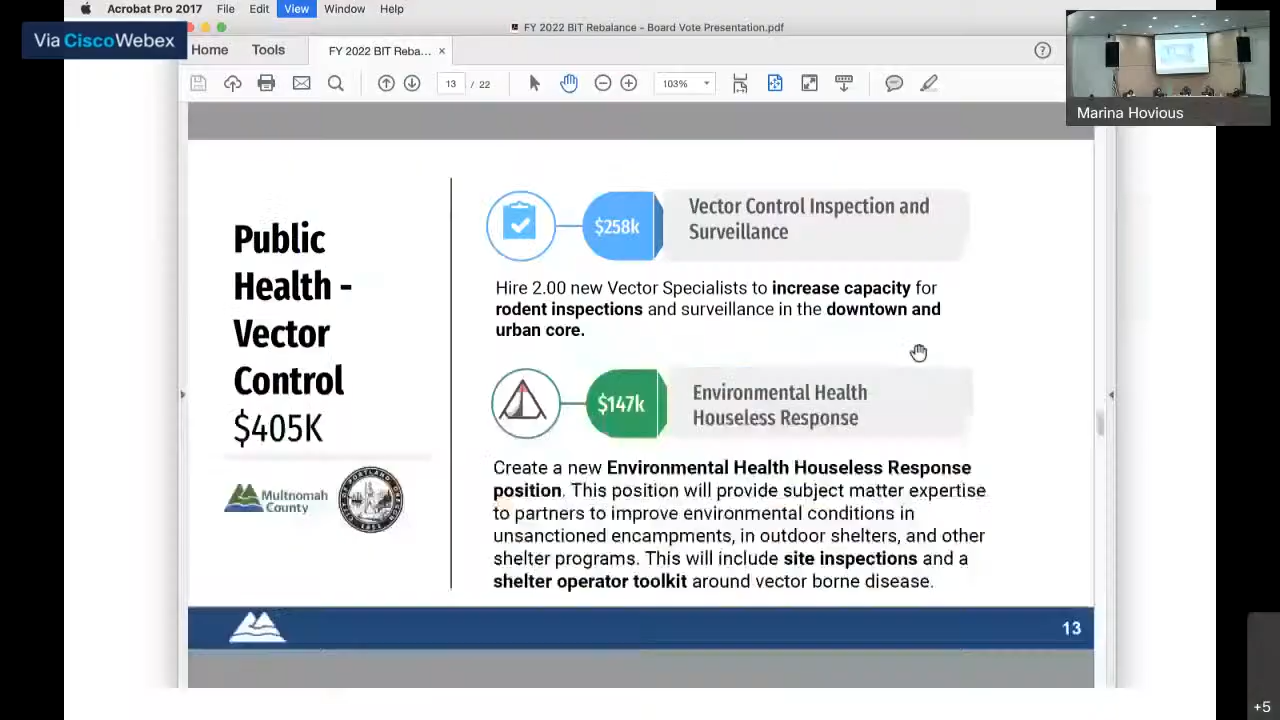 Acrobat Pro 2017 File Edit View Window Help
Via Cisco Webex
FY 2022 BIT Rebalance - Board Vote Presentation.pdf
Home Tools FY 2022 BIT Reba... ×
13 / 22 103%
Marina Hovious
Public
Health -
Vector
Control
$405K
Multnomah
County
$258k
Vector Control Inspection and
Surveillance
Hire 2.00 new Vector Specialists to increase capacity for
rodent inspections and surveillance in the downtown and
urban core.
$147k
Environmental Health
Houseless Response
Create a new Environmental Health Houseless Response
position. This position will provide subject matter expertise
to partners to improve environmental conditions in
unsanctioned encampments, in outdoor shelters, and other
shelter programs. This will include site inspections and a
shelter operator toolkit around vector borne disease.
13
+5